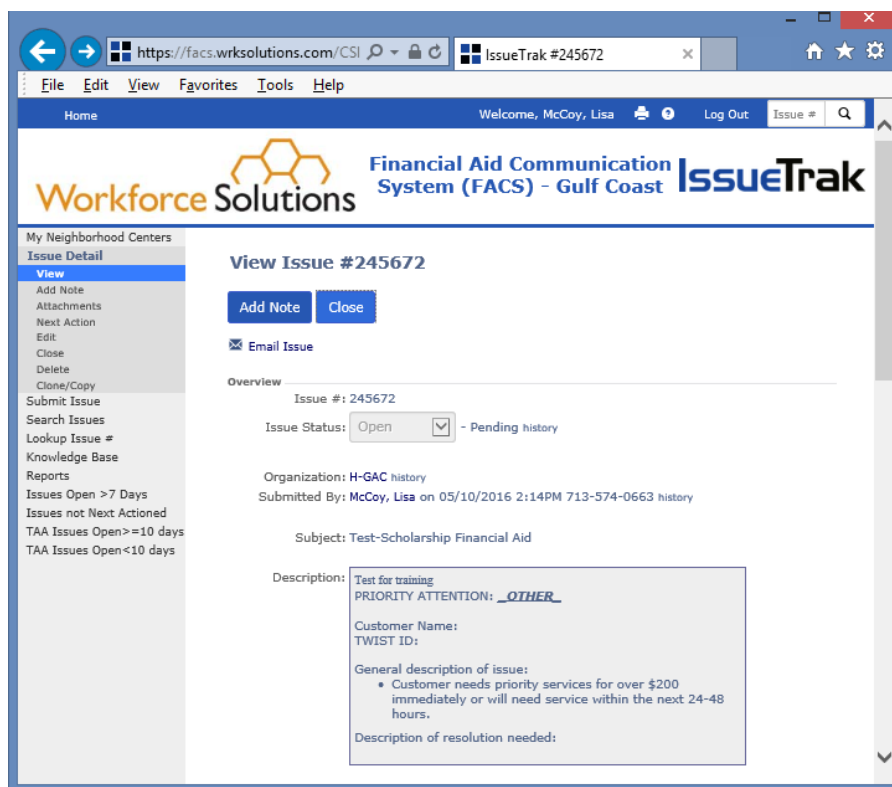 https://facs.wrksolutions.com/CSI
IssueTrak #245672
File Edit View Favorites Tools Help
Home Welcome, McCoy, Lisa Log Out Issue #
Workforce Solutions
Financial Aid Communication
System (FACS) - Gulf Coast
IssueTrak
My Neighborhood Centers
Issue Detail
View
Add Note
Attachments
Next Action
Edit
Close
Delete
Clone/Copy
Submit Issue
Search Issues
Lookup Issue #
Knowledge Base
Reports
Issues Open >7 Days
Issues not Next Actioned
TAA Issues Open>=10 days
TAA Issues Open<10 days
View Issue #245672
Add Note Close
Email Issue
Overview
Issue #: 245672
Issue Status: Open - Pending history
Organization: H-GAC history
Submitted By: McCoy, Lisa on 05/10/2016 2:14PM 713-574-0663 history
Subject: Test-Scholarship Financial Aid
Description: Test for training
PRIORITY ATTENTION: _OTHER_
Customer Name:
TWIST ID:
General description of issue:
• Customer needs priority services for over $200
immediately or will need service within the next 24-48
hours.
Description of resolution needed: